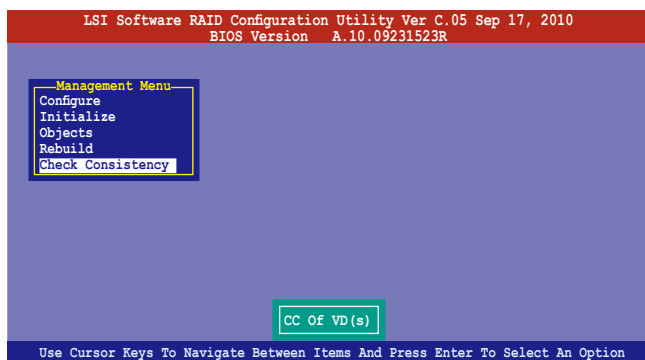 LSI Software RAID Configuration Utility Ver C.05 Sep 17, 2010
BIOS Version A.10.09231523R
Management Menu
Configure
Initialize
Objects
Rebuild
Check Consistency
CC Of VD(s)
Use Cursor Keys To Navigate Between Items And Press Enter To Select An Option